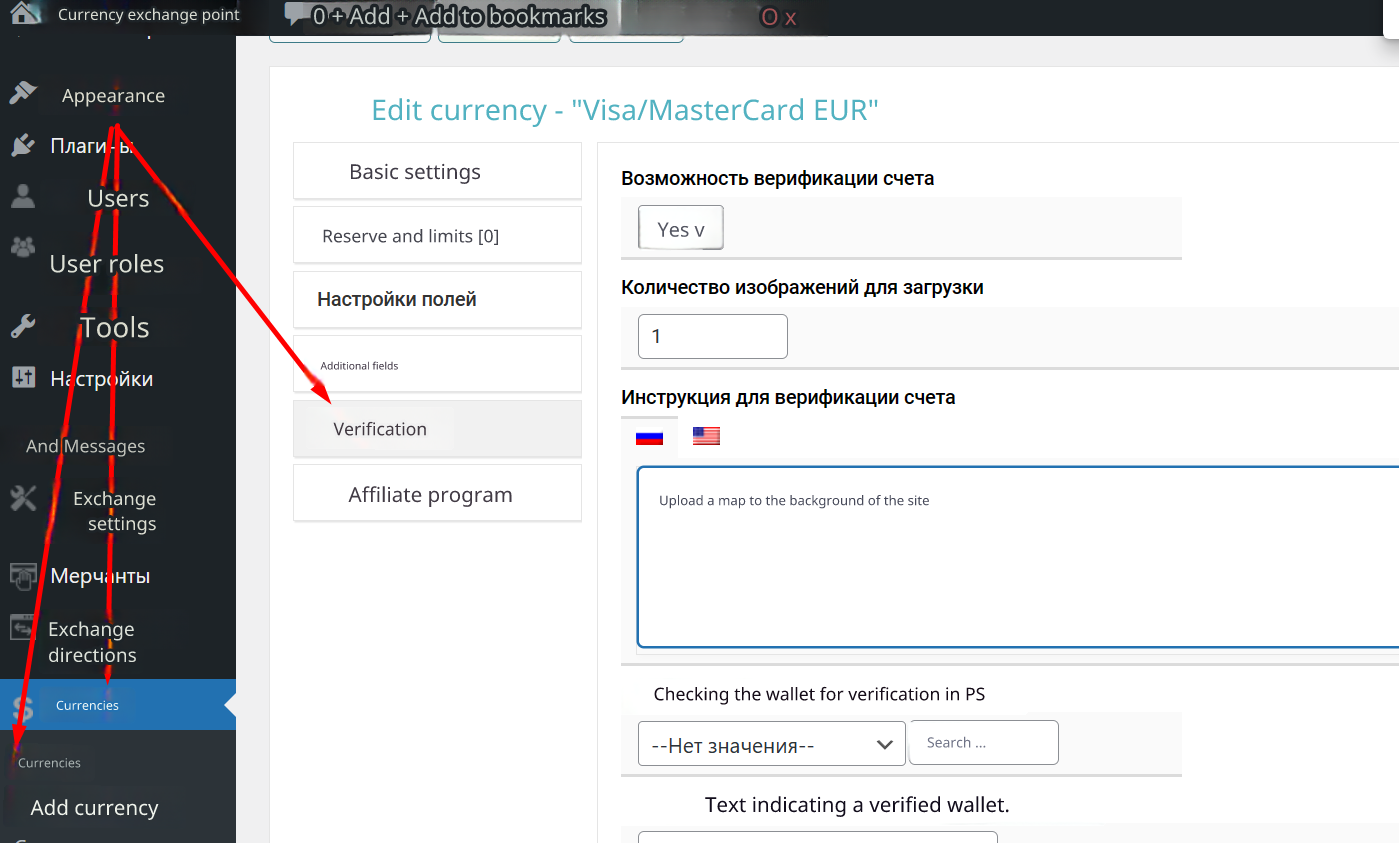 Currency exchange point
0 + Add + Add to bookmarks
O x
Appearance
Плагины
Users
User roles
Tools
Настройки
And Messages
Exchange
settings
Мерчанты
Exchange
directions
Currencies
Currencies
Add currency
Edit currency - "Visa/MasterCard EUR"
Basic settings
Reserve and limits [0]
Настройки полей
Additional fields
Verification
Affiliate program
Возможность верификации счета
Yes v
Количество изображений для загрузки
1
Инструкция для верификации счета
Upload a map to the background of the site
Checking the wallet for verification in PS
--Нет значения--
Search ...
Text indicating a verified wallet.